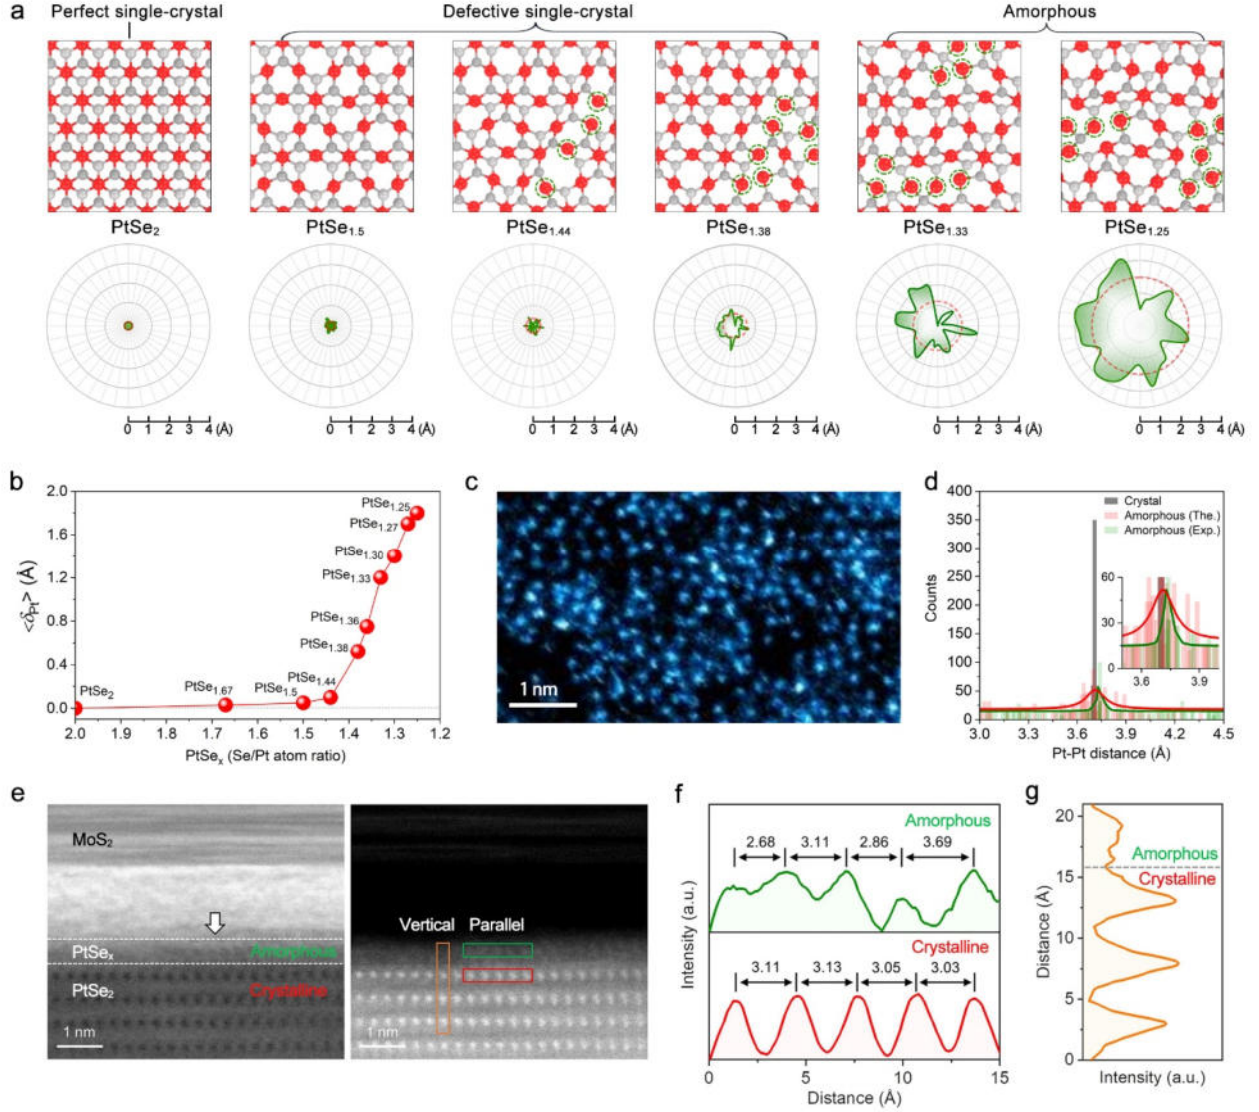 a
Perfect single-crystal
Defective single-crystal
Amorphous
PtSe₂
PtSe₁.₅
PtSe₁.₄₄
PtSe₁.₃₈
PtSe₁.₃₃
PtSe₁.₂₅
0 1 2 3 4 (Å)
0 1 2 3 4 (Å)
0 1 2 3 4 (Å)
0 1 2 3 4 (Å)
0 1 2 3 4 (Å)
0 1 2 3 4 (Å)
b
<δPt> (Å)
2.0
1.6
1.2
0.8
0.4
0.0
PtSe₁.₂₅
PtSe₁.₂₇
PtSe₁.₃₀
PtSe₁.₃₃
PtSe₁.₃₆
PtSe₁.₃₈
PtSe₁.₄₄
PtSe₁.₅
PtSe₁.₆₇
PtSe₂
2.0 1.9 1.8 1.7 1.6 1.5 1.4 1.3 1.2
PtSeₓ (Se/Pt atom ratio)
c
1 nm
d
Counts
400
350
300
250
200
150
100
50
0
Crystal
Amorphous (The.)
Amorphous (Exp.)
60
30
0
3.6 3.9
3.0 3.3 3.6 3.9 4.2 4.5
Pt-Pt distance (Å)
e
MoS₂
PtSeₓ
Amorphous
PtSe₂
Crystalline
1 nm
Vertical
Parallel
1 nm
f
Intensity (a.u.)
Amorphous
2.68 3.11 2.86 3.69
Crystalline
3.11 3.13 3.05 3.03
0 5 10 15
Distance (Å)
g
Distance (Å)
20
15
10
5
0
Amorphous
Crystalline
Intensity (a.u.)